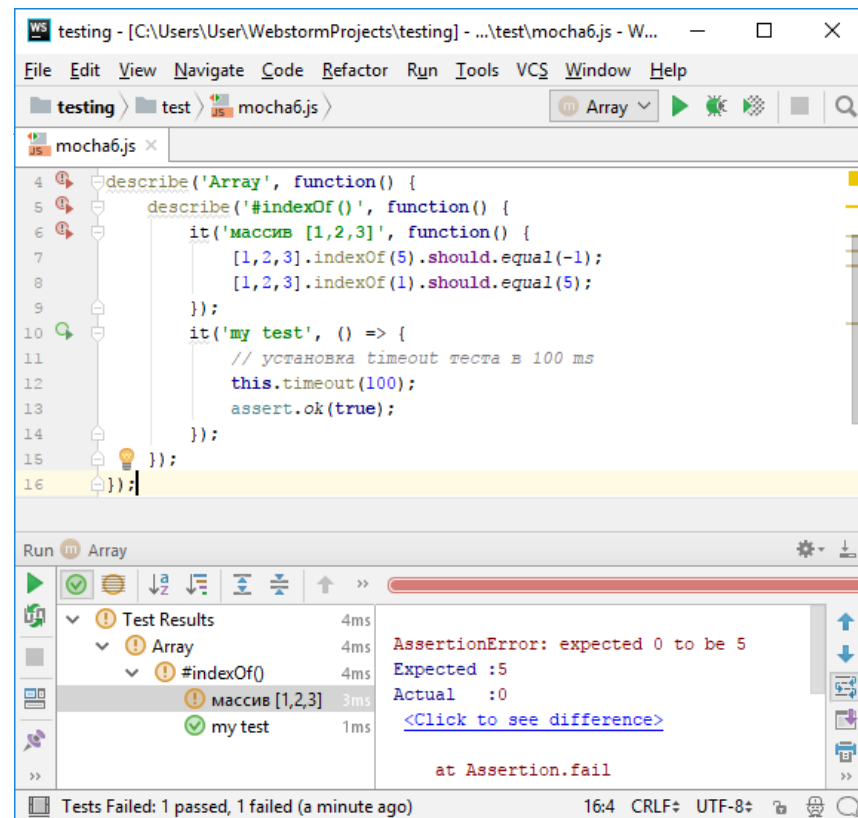 WS testing - [C:\Users\User\WebstormProjects\testing] - ...\test\mocha6.js - W...
File Edit View Navigate Code Refactor Run Tools VCS Window Help
testing test JS mocha6.js m Array
JS mocha6.js
4 describe('Array', function() {
5 describe('#indexOf()', function() {
6 it('массив [1,2,3]', function() {
7 [1,2,3].indexOf(5).should.equal(-1);
8 [1,2,3].indexOf(1).should.equal(5);
9 });
10 it('my test', () => {
11 // установка timeout теста в 100 ms
12 this.timeout(100);
13 assert.ok(true);
14 });
15 });
16 });
Run m Array
Test Results 4ms
Array 4ms
#indexOf() 4ms
массив [1,2,3] 3ms
my test 1ms
AssertionError: expected 0 to be 5
Expected :5
Actual :0
<Click to see difference>
at Assertion.fail
Tests Failed: 1 passed, 1 failed (a minute ago) 16:4 CRLF UTF-8